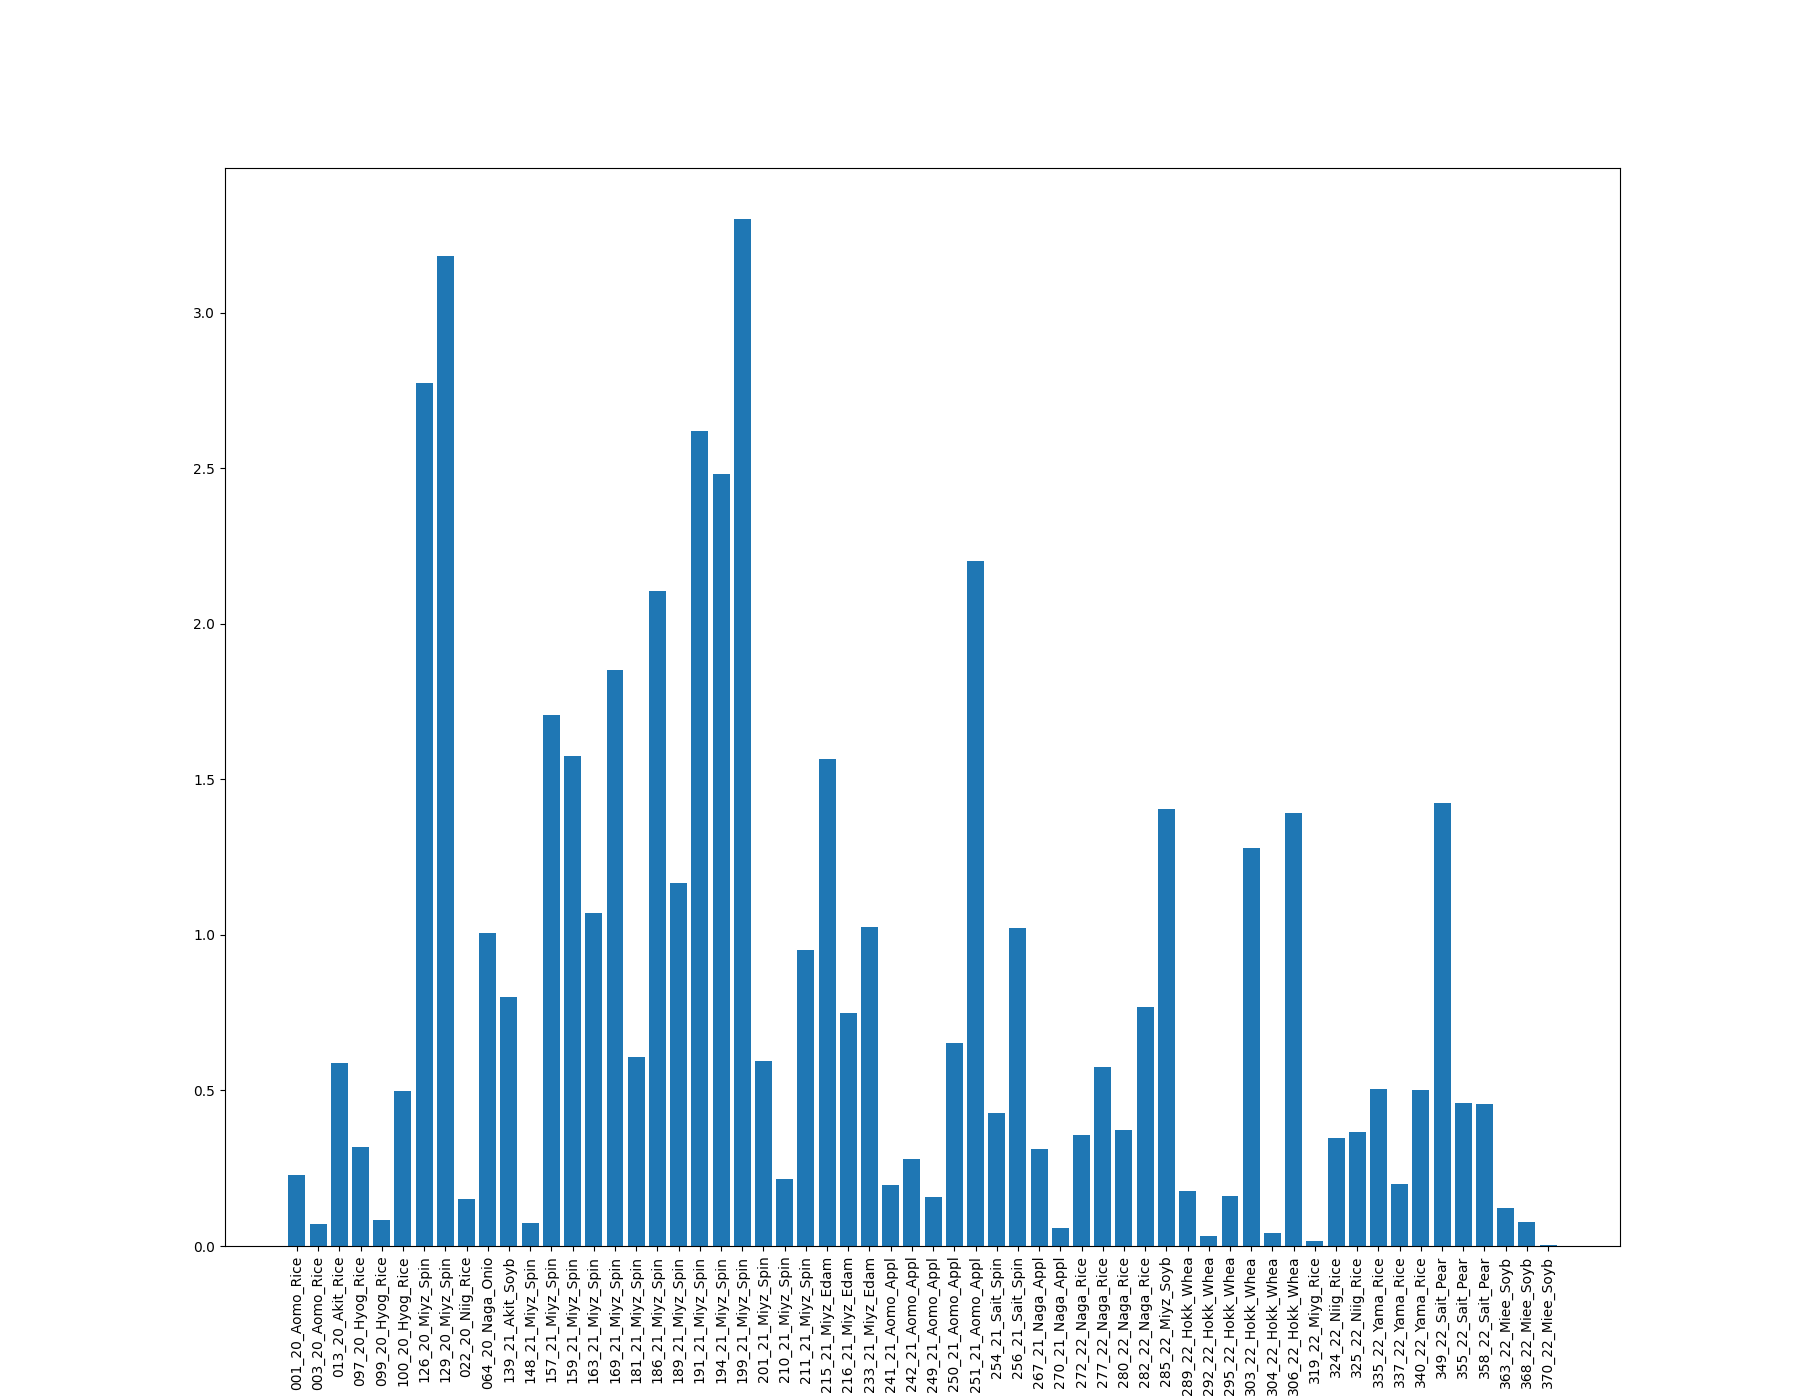 3.0
2.5
2.0
1.5
1.0
0.5
0.0
001_20_Aomo_Rice
003_20_Aomo_Rice
013_20_Akit_Rice
097_20_Hyog_Rice
099_20_Hyog_Rice
100_20_Hyog_Rice
126_20_Miyz_Spin
129_20_Miyz_Spin
022_20_Niig_Rice
064_20_Naga_Onio
139_21_Akit_Soyb
148_21_Miyz_Spin
157_21_Miyz_Spin
159_21_Miyz_Spin
163_21_Miyz_Spin
169_21_Miyz_Spin
181_21_Miyz_Spin
186_21_Miyz_Spin
189_21_Miyz_Spin
191_21_Miyz_Spin
194_21_Miyz_Spin
199_21_Miyz_Spin
201_21_Miyz_Spin
210_21_Miyz_Spin
211_21_Miyz_Spin
215_21_Miyz_Edam
216_21_Miyz_Edam
233_21_Miyz_Edam
241_21_Aomo_Appl
242_21_Aomo_Appl
249_21_Aomo_Appl
250_21_Aomo_Appl
251_21_Aomo_Appl
254_21_Sait_Spin
256_21_Sait_Spin
267_21_Naga_Appl
270_21_Naga_Appl
272_22_Naga_Rice
277_22_Naga_Rice
280_22_Naga_Rice
282_22_Naga_Rice
285_22_Miyz_Soyb
289_22_Hokk_Whea
292_22_Hokk_Whea
295_22_Hokk_Whea
303_22_Hokk_Whea
304_22_Hokk_Whea
306_22_Hokk_Whea
319_22_Miyg_Rice
324_22_Niig_Rice
325_22_Niig_Rice
335_22_Yama_Rice
337_22_Yama_Rice
340_22_Yama_Rice
349_22_Sait_Pear
355_22_Sait_Pear
358_22_Sait_Pear
363_22_Miee_Soyb
368_22_Miee_Soyb
370_22_Miee_Soyb